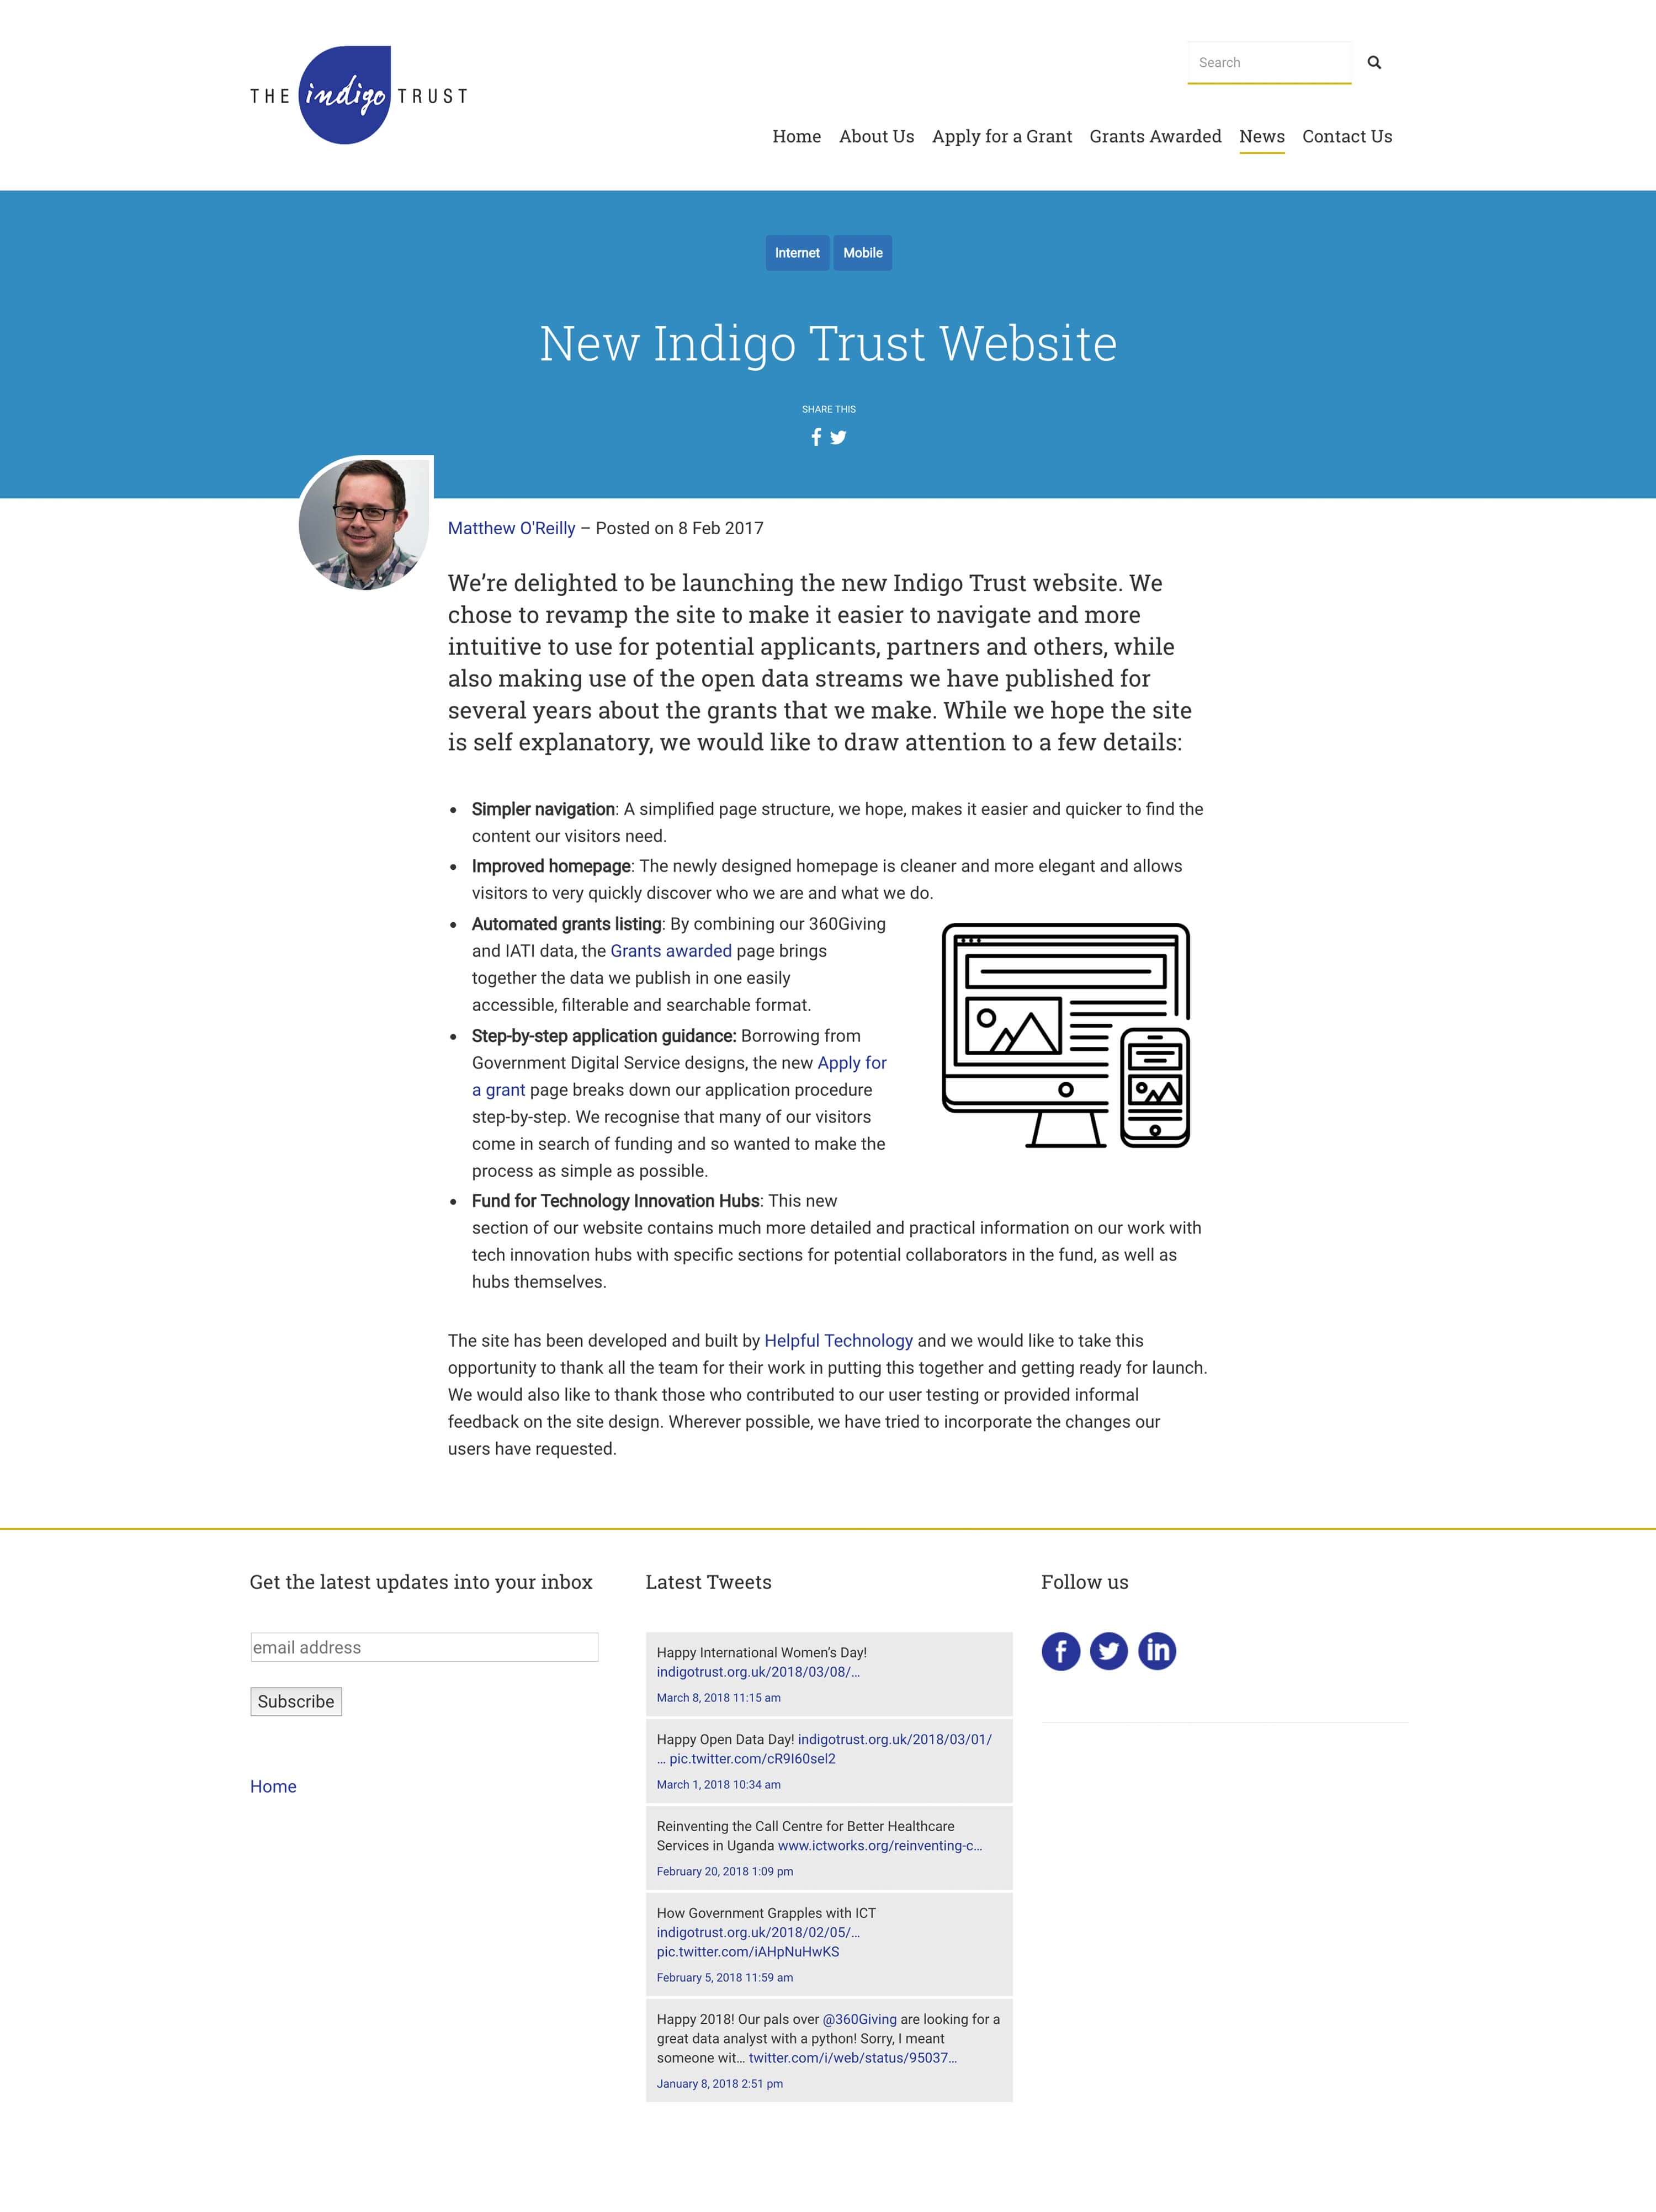 THE indigo TRUST
Search
Home About Us Apply for a Grant Grants Awarded News Contact Us
Internet Mobile
New Indigo Trust Website
SHARE THIS
Matthew O'Reilly – Posted on 8 Feb 2017
We’re delighted to be launching the new Indigo Trust website. We
chose to revamp the site to make it easier to navigate and more
intuitive to use for potential applicants, partners and others, while
also making use of the open data streams we have published for
several years about the grants that we make. While we hope the site
is self explanatory, we would like to draw attention to a few details:
• Simpler navigation: A simplified page structure, we hope, makes it easier and quicker to find the
content our visitors need.
• Improved homepage: The newly designed homepage is cleaner and more elegant and allows
visitors to very quickly discover who we are and what we do.
• Automated grants listing: By combining our 360Giving
and IATI data, the Grants awarded page brings
together the data we publish in one easily
accessible, filterable and searchable format.
• Step-by-step application guidance: Borrowing from
Government Digital Service designs, the new Apply for
a grant page breaks down our application procedure
step-by-step. We recognise that many of our visitors
come in search of funding and so wanted to make the
process as simple as possible.
• Fund for Technology Innovation Hubs: This new
section of our website contains much more detailed and practical information on our work with
tech innovation hubs with specific sections for potential collaborators in the fund, as well as
hubs themselves.
The site has been developed and built by Helpful Technology and we would like to take this
opportunity to thank all the team for their work in putting this together and getting ready for launch.
We would also like to thank those who contributed to our user testing or provided informal
feedback on the site design. Wherever possible, we have tried to incorporate the changes our
users have requested.
Get the latest updates into your inbox
email address
Subscribe
Home
Latest Tweets
Happy International Women’s Day!
indigotrust.org.uk/2018/03/08/…
March 8, 2018 11:15 am
Happy Open Data Day! indigotrust.org.uk/2018/03/01/
… pic.twitter.com/cR9I60sel2
March 1, 2018 10:34 am
Reinventing the Call Centre for Better Healthcare
Services in Uganda www.ictworks.org/reinventing-c…
February 20, 2018 1:09 pm
How Government Grapples with ICT
indigotrust.org.uk/2018/02/05/…
pic.twitter.com/iAHpNuHwKS
February 5, 2018 11:59 am
Happy 2018! Our pals over @360Giving are looking for a
great data analyst with a python! Sorry, I meant
someone wit… twitter.com/i/web/status/95037…
January 8, 2018 2:51 pm
Follow us